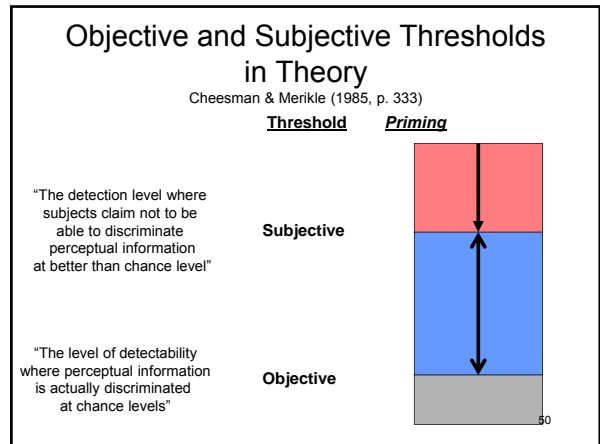 Objective and Subjective Thresholds
in Theory
Cheesman & Merikle (1985, p. 333)
Threshold Priming
“The detection level where
subjects claim not to be
able to discriminate
perceptual information
at better than chance level”
Subjective
“The level of detectability
where perceptual information
is actually discriminated
at chance levels”
Objective
50